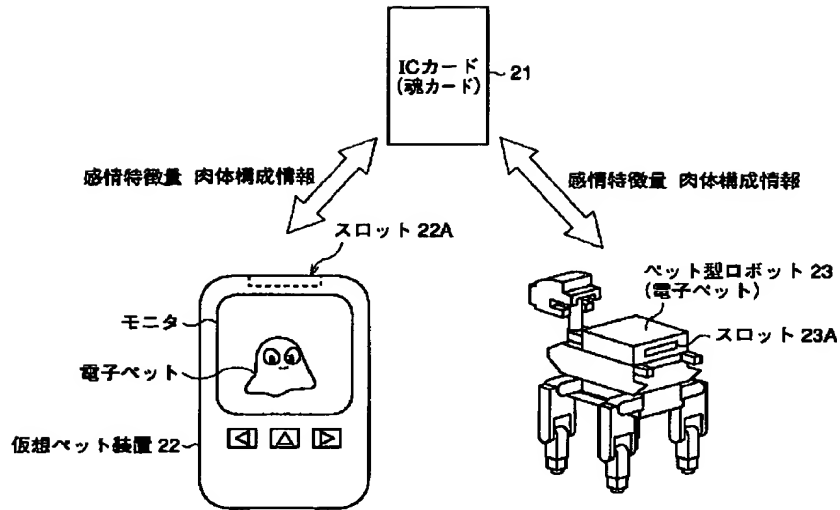 ICカード
(魂カード)
21
感情特徴量 肉体構成情報
感情特徴量 肉体構成情報
スロット 22A
ペット型ロボット 23
(電子ペット)
モニタ
スロット 23A
電子ペット
仮想ペット装置 22